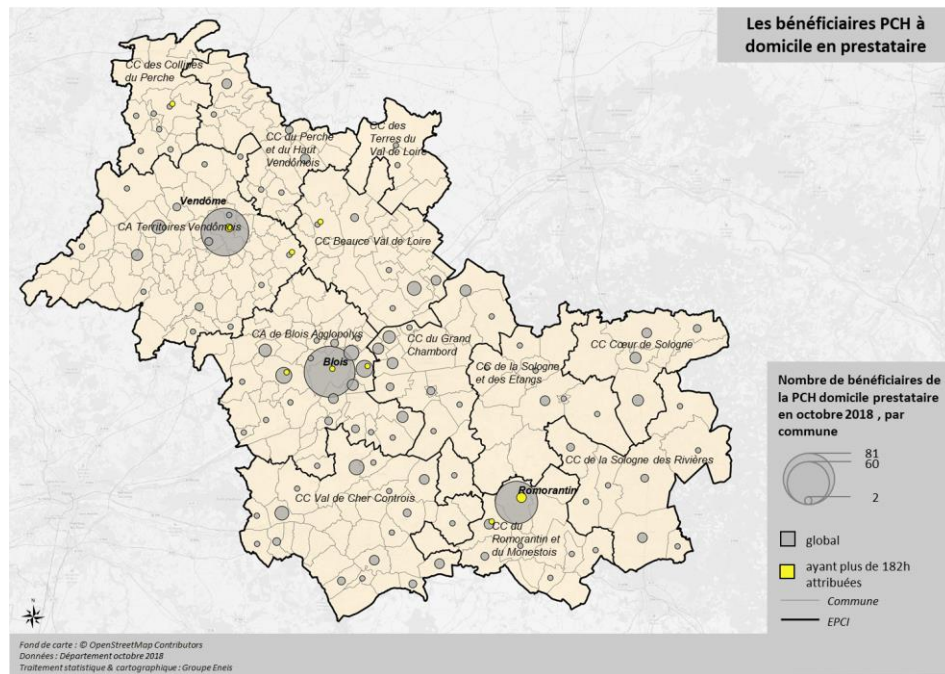 Les bénéficiaires PCH à
domicile en prestataire
CC des Collines
du Perche
CC du Perche
et du Haut
Vendômois
CC des
Terres du
Val de Loire
Vendôme
CA Territoires Vendômois
CC Beauce Val de Loire
CA de Blois Agglopolys
Blois
CC du Grand
Chambord
CC Cœur de Sologne
CC de la Sologne
et des Etangs
CC de la Sologne des Rivières
CC Val de Cher Controis
Romorantin
CC du
Romorantin et
du Monestois
Nombre de bénéficiaires de
la PCH domicile prestataire
en octobre 2018 , par
commune
81
60
2
global
ayant plus de 182h
attribuées
Commune
EPCI
N
Fond de carte : © OpenStreetMap Contributors
Données : Département octobre 2018
Traitement statistique & cartographique : Groupe Eneis